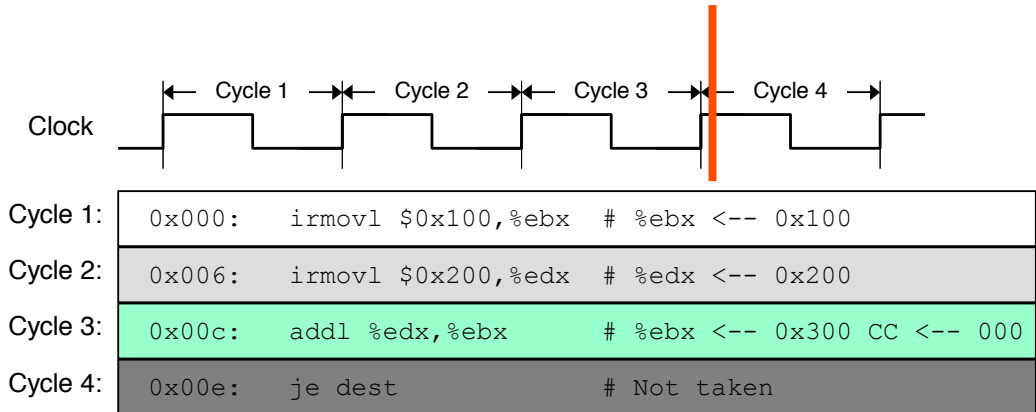 Cycle 1 Cycle 2 Cycle 3 Cycle 4
Clock
Cycle 1: 0x000: irmovl $0x100,%ebx # %ebx <-- 0x100
Cycle 2: 0x006: irmovl $0x200,%edx # %edx <-- 0x200
Cycle 3: 0x00c: addl %edx,%ebx # %ebx <-- 0x300 CC <-- 000
Cycle 4: 0x00e: je dest # Not taken